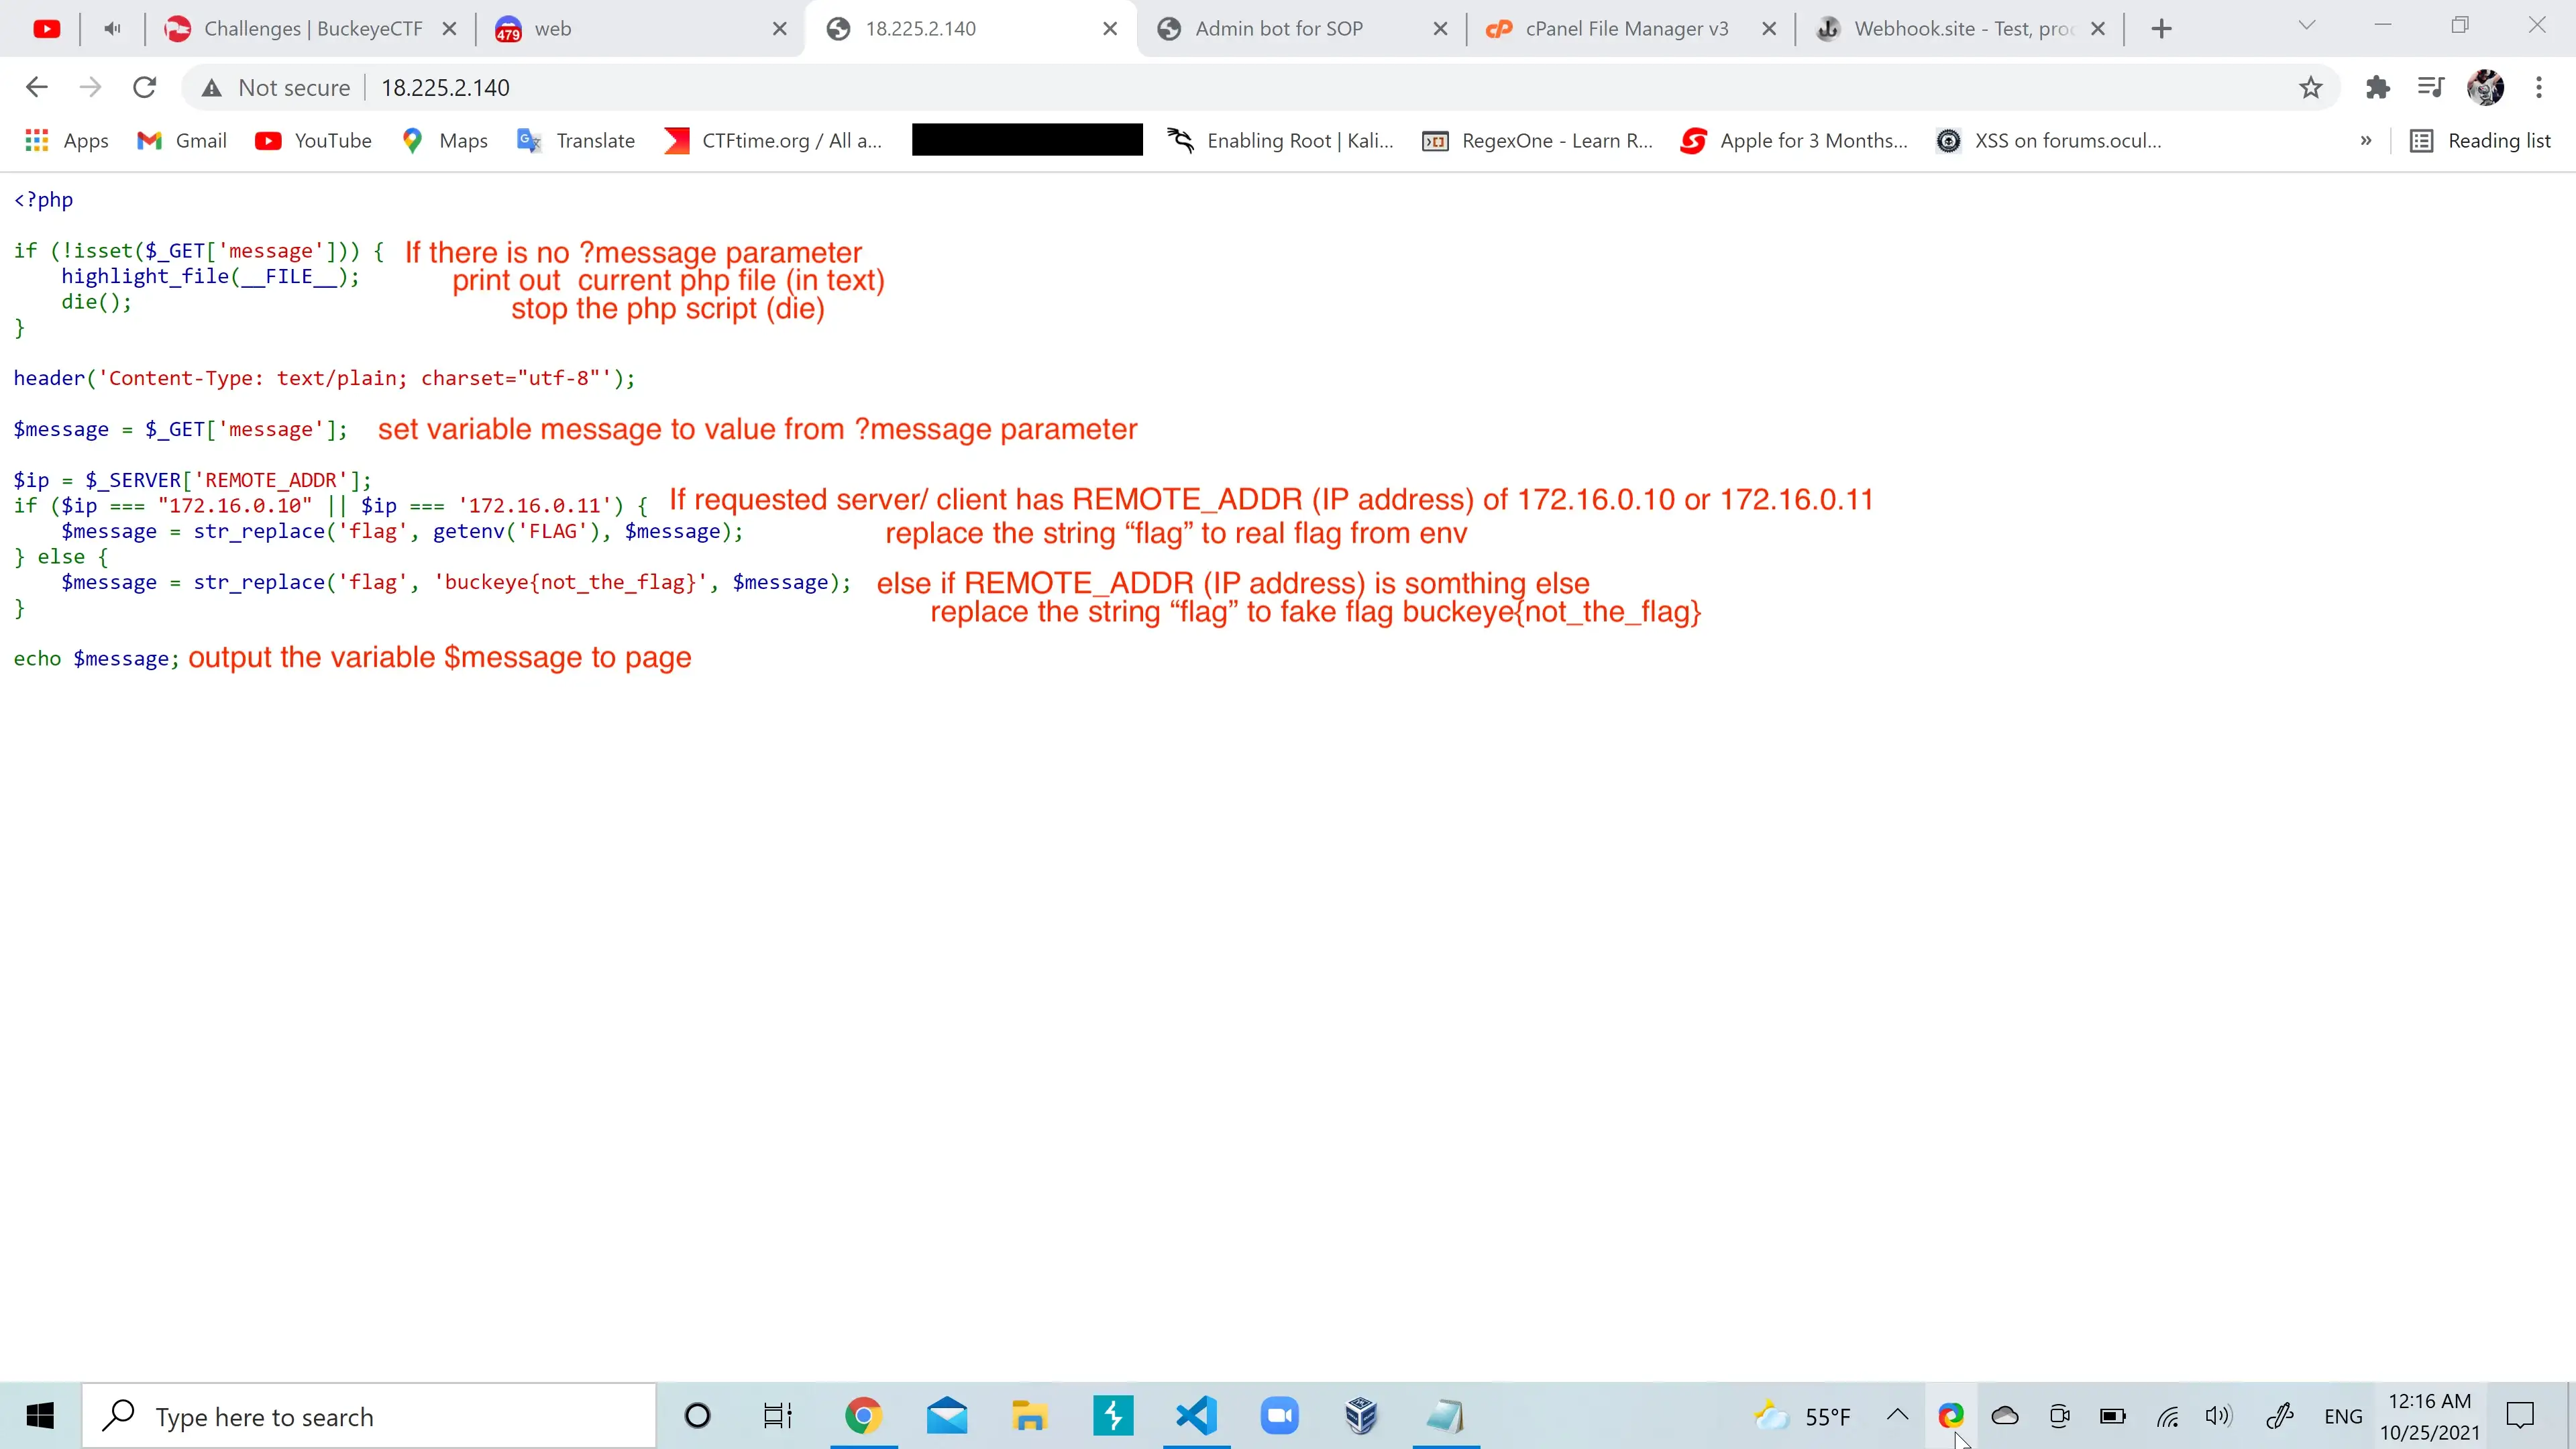 Challenges | BuckeyeCTF
479 web
18.225.2.140
Admin bot for SOP
cPanel File Manager v3
Webhook.site - Test, proc
Not secure 18.225.2.140
Apps Gmail YouTube Maps Translate CTFtime.org / All a... Enabling Root | Kali... RegexOne - Learn R... Apple for 3 Months... XSS on forums.ocul... » Reading list
<?php
if (!isset($_GET['message'])) { If there is no ?message parameter
highlight_file(__FILE__); print out current php file (in text)
die(); stop the php script (die)
}
header('Content-Type: text/plain; charset="utf-8"');
$message = $_GET['message']; set variable message to value from ?message parameter
$ip = $_SERVER['REMOTE_ADDR'];
if ($ip === "172.16.0.10" || $ip === '172.16.0.11') { If requested server/ client has REMOTE_ADDR (IP address) of 172.16.0.10 or 172.16.0.11
$message = str_replace('flag', getenv('FLAG'), $message); replace the string “flag” to real flag from env
} else {
$message = str_replace('flag', 'buckeye{not_the_flag}', $message); else if REMOTE_ADDR (IP address) is somthing else
} replace the string “flag” to fake flag buckeye{not_the_flag}
echo $message; output the variable $message to page
Type here to search
55°F
ENG
12:16 AM
10/25/2021